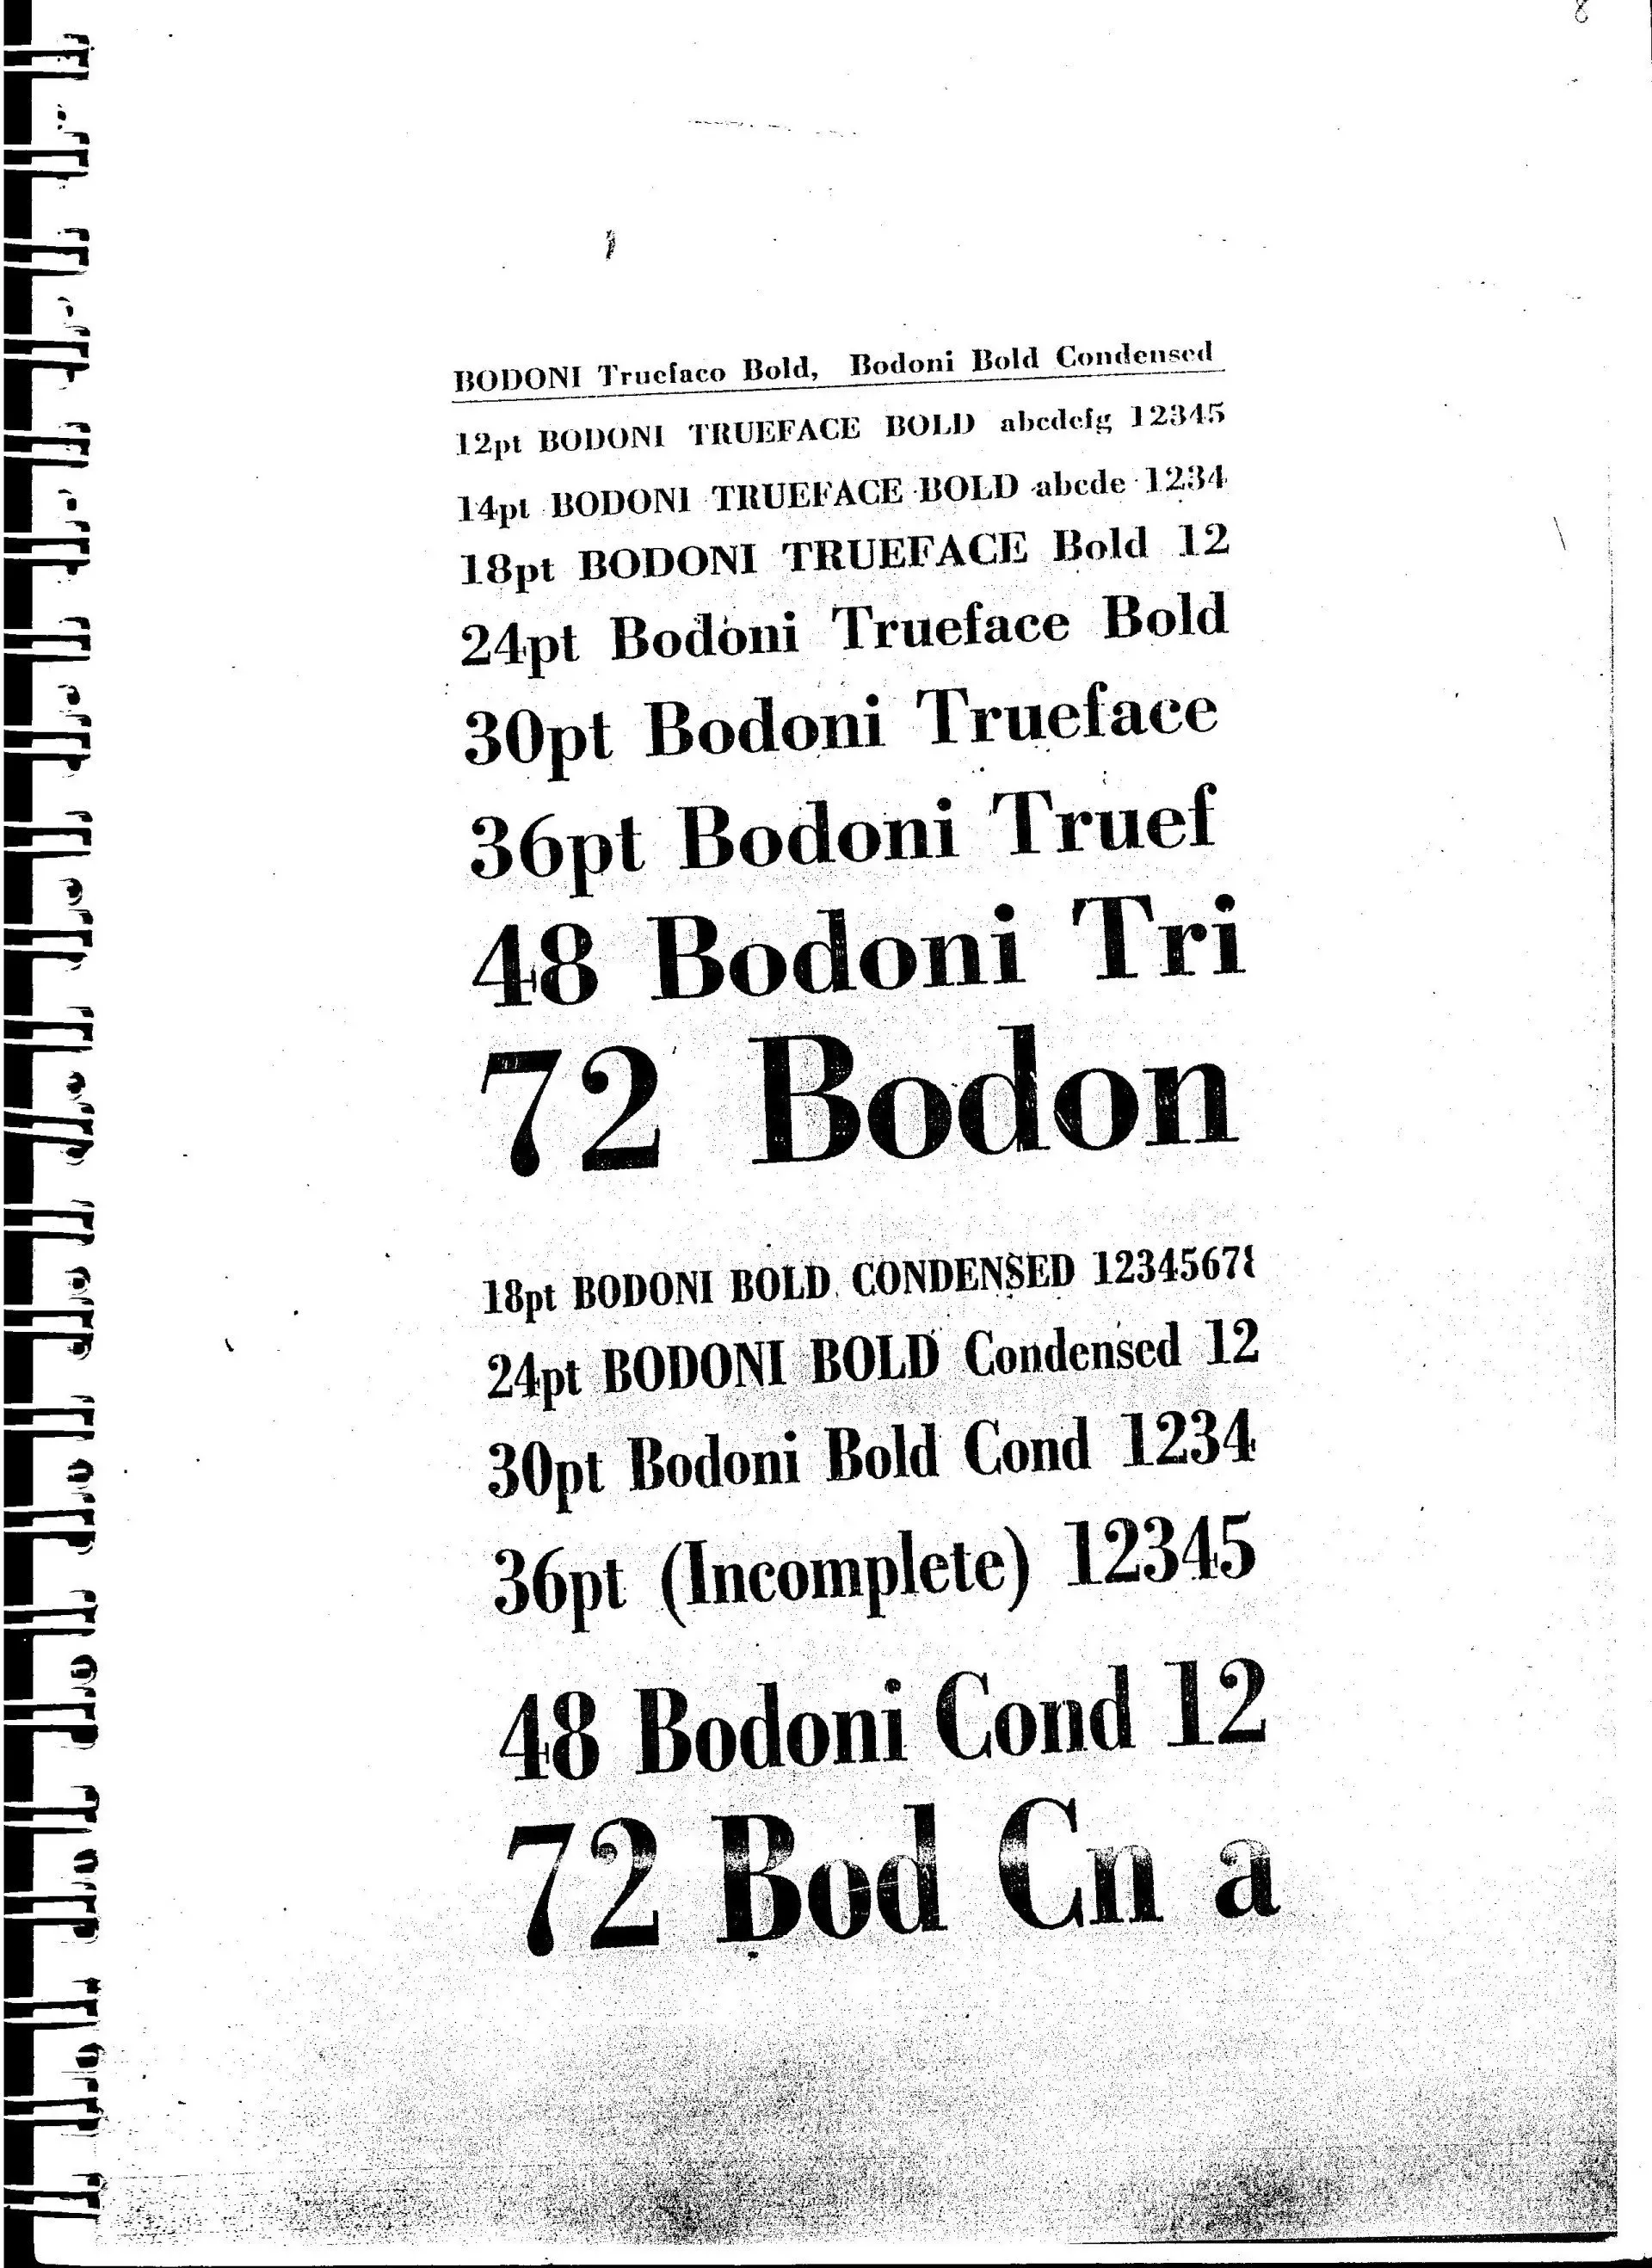 8
BODONI Trueface Bold, Bodoni Bold Condensed
12pt BODONI TRUEFACE BOLD abcdefg 12345
14pt BODONI TRUEFACE BOLD abcde 1234
18pt BODONI TRUEFACE Bold 12
24pt Bodoni Trueface Bold
30pt Bodoni Trueface
36pt Bodoni Truef
48 Bodoni Tri
72 Bodon
18pt BODONI BOLD CONDENSED 12345678
24pt BODONI BOLD Condensed 12
30pt Bodoni Bold Cond 1234
36pt (Incomplete) 12345
48 Bodoni Cond 12
72 Bod Cn a